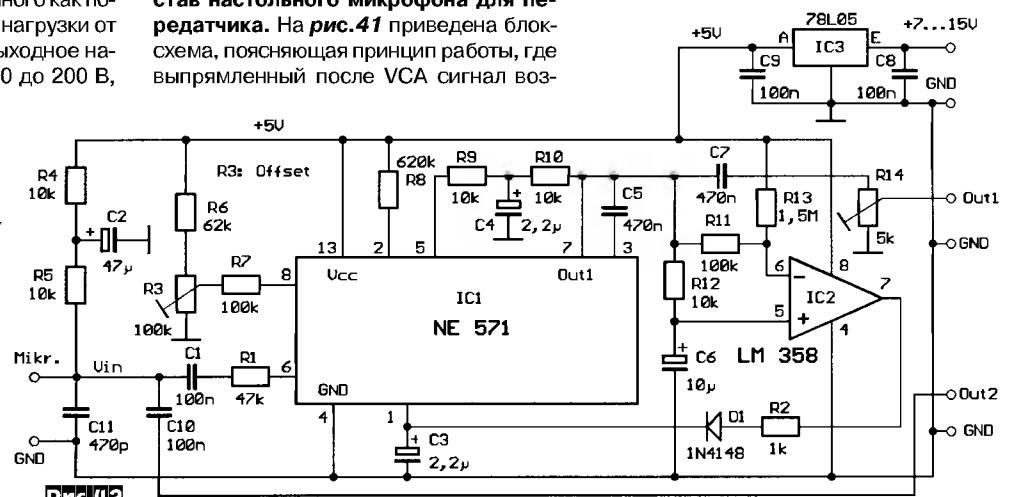 ного как по-
нагрузки от
ыходное на-
0 до 200 В,
став настольного микрофона для пе-
редатчика. На рис.41 приведена блок-
схема, поясняющая принцип работы, где
выпрямленный после VCA сигнал воз-
78L05
+5V
A
IC3
E
+7...15V
C9
100n
C8
100n
GND
+5V
R4
10k
C2
47µ
R5
10k
R6
62k
R3: Offset
R3
100k
R7
100k
8
13
Vcc
620k
R8
2
R9
10k
5
C4
2,2µ
R10
10k
7
Out1
C5
470n
3
IC1
NE 571
C7
470n
R13
1,5M
R11
100k
R12
10k
R14
5k
Out1
GND
6
5
IC2
8
7
4
LM 358
C6
10µ
Mikr.
Vin
C1
100n
R1
47k
6
GND
4
1
C3
2,2µ
C11
470p
C10
100n
GND
D1
1N4148
R2
1k
Out2
GND